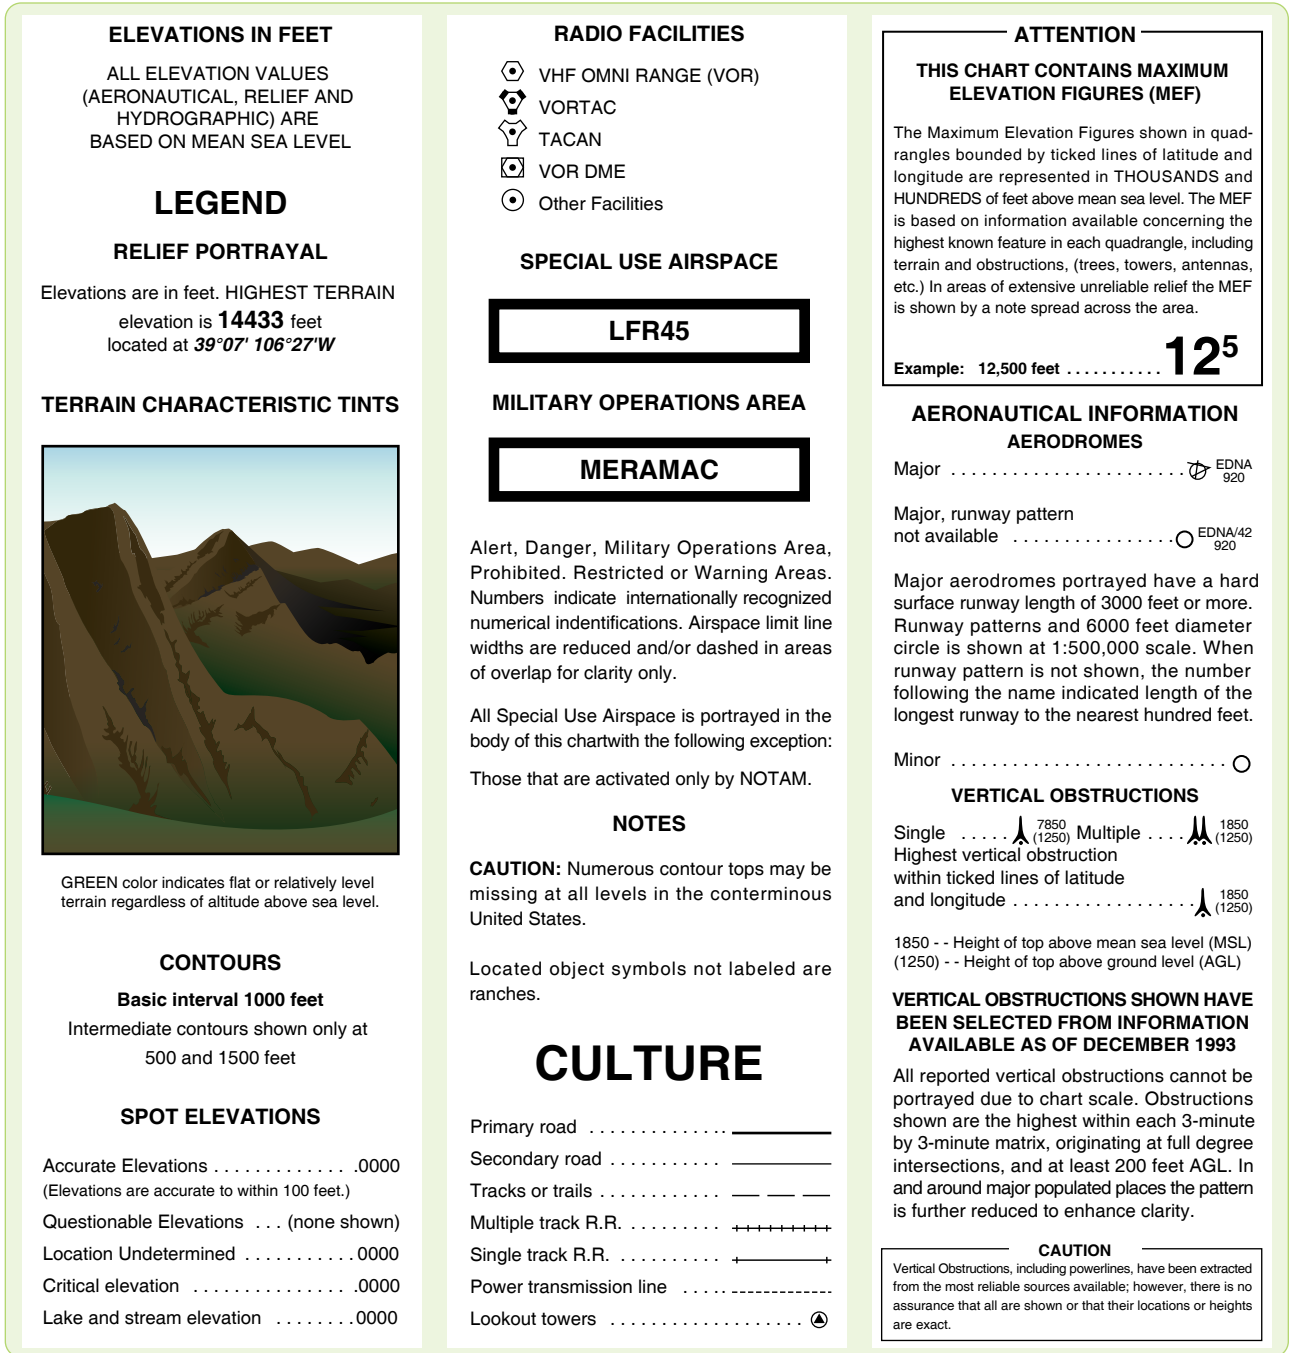 ELEVATIONS IN FEET
ALL ELEVATION VALUES
(AERONAUTICAL, RELIEF AND
HYDROGRAPHIC) ARE
BASED ON MEAN SEA LEVEL
LEGEND
RELIEF PORTRAYAL
Elevations are in feet. HIGHEST TERRAIN
elevation is 14433 feet
located at 39°07' 106°27'W
TERRAIN CHARACTERISTIC TINTS
GREEN color indicates flat or relatively level
terrain regardless of altitude above sea level.
CONTOURS
Basic interval 1000 feet
Intermediate contours shown only at
500 and 1500 feet
SPOT ELEVATIONS
Accurate Elevations . . . . . . . . . . . . . .0000
(Elevations are accurate to within 100 feet.)
Questionable Elevations . . . (none shown)
Location Undetermined . . . . . . . . . . . 0000
Critical elevation . . . . . . . . . . . . . . . .0000
Lake and stream elevation . . . . . . . . 0000
RADIO FACILITIES
VHF OMNI RANGE (VOR)
VORTAC
TACAN
VOR DME
Other Facilities
SPECIAL USE AIRSPACE
LFR45
MILITARY OPERATIONS AREA
MERAMAC
Alert, Danger, Military Operations Area,
Prohibited. Restricted or Warning Areas.
Numbers indicate internationally recognized
numerical indentifications. Airspace limit line
widths are reduced and/or dashed in areas
of overlap for clarity only.
All Special Use Airspace is portrayed in the
body of this chartwith the following exception:
Those that are activated only by NOTAM.
NOTES
CAUTION: Numerous contour tops may be
missing at all levels in the conterminous
United States.
Located object symbols not labeled are
ranches.
CULTURE
Primary road . . . . . . . . . . . . . .
Secondary road . . . . . . . . . . .
Tracks or trails . . . . . . . . . . . .
Multiple track R.R. . . . . . . . . .
Single track R.R. . . . . . . . . . .
Power transmission line . . . . .
Lookout towers . . . . . . . . . . . . . . . . . . .
ATTENTION
THIS CHART CONTAINS MAXIMUM
ELEVATION FIGURES (MEF)
The Maximum Elevation Figures shown in quad-
rangles bounded by ticked lines of latitude and
longitude are represented in THOUSANDS and
HUNDREDS of feet above mean sea level. The MEF
is based on information available concerning the
highest known feature in each quadrangle, including
terrain and obstructions, (trees, towers, antennas,
etc.) In areas of extensive unreliable relief the MEF
is shown by a note spread across the area.
Example: 12,500 feet . . . . . . . . . . . 12⁵
AERONAUTICAL INFORMATION
AERODROMES
Major . . . . . . . . . . . . . . . . . . . . . . . EDNA
920
Major, runway pattern
not available . . . . . . . . . . . . . . . . EDNA/42
920
Major aerodromes portrayed have a hard
surface runway length of 3000 feet or more.
Runway patterns and 6000 feet diameter
circle is shown at 1:500,000 scale. When
runway pattern is not shown, the number
following the name indicated length of the
longest runway to the nearest hundred feet.
Minor . . . . . . . . . . . . . . . . . . . . . . . . . . .
VERTICAL OBSTRUCTIONS
Single . . . . . 7850 (1250) Multiple . . . . 1850 (1250)
Highest vertical obstruction
within ticked lines of latitude
and longitude . . . . . . . . . . . . . . . . . . 1850 (1250)
1850 - - Height of top above mean sea level (MSL)
(1250) - - Height of top above ground level (AGL)
VERTICAL OBSTRUCTIONS SHOWN HAVE
BEEN SELECTED FROM INFORMATION
AVAILABLE AS OF DECEMBER 1993
All reported vertical obstructions cannot be
portrayed due to chart scale. Obstructions
shown are the highest within each 3-minute
by 3-minute matrix, originating at full degree
intersections, and at least 200 feet AGL. In
and around major populated places the pattern
is further reduced to enhance clarity.
CAUTION
Vertical Obstructions, including powerlines, have been extracted
from the most reliable sources available; however, there is no
assurance that all are shown or that their locations or heights
are exact.